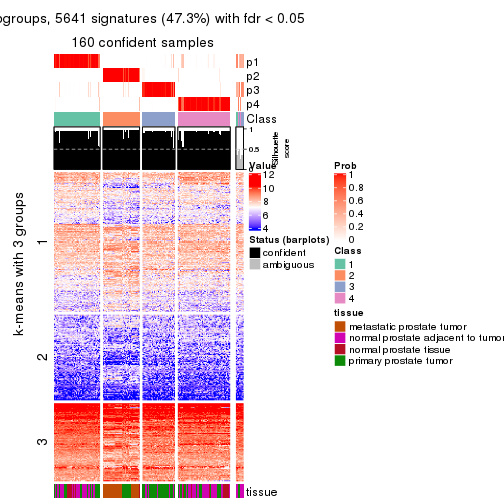 ogroups, 5641 signatures (47.3%) with fdr < 0.05
160 confident samples
p1
p2
p3
p4
Class
1
0.5
0
Silhouette
score
k-means with 3 groups
1
2
3
tissue
Value
12
10
8
6
4
Status (barplots)
confident
ambiguous
Prob
1
0.8
0.6
0.4
0.2
0
Class
1
2
3
4
tissue
metastatic prostate tumor
normal prostate adjacent to tumor
normal prostate tissue
primary prostate tumor